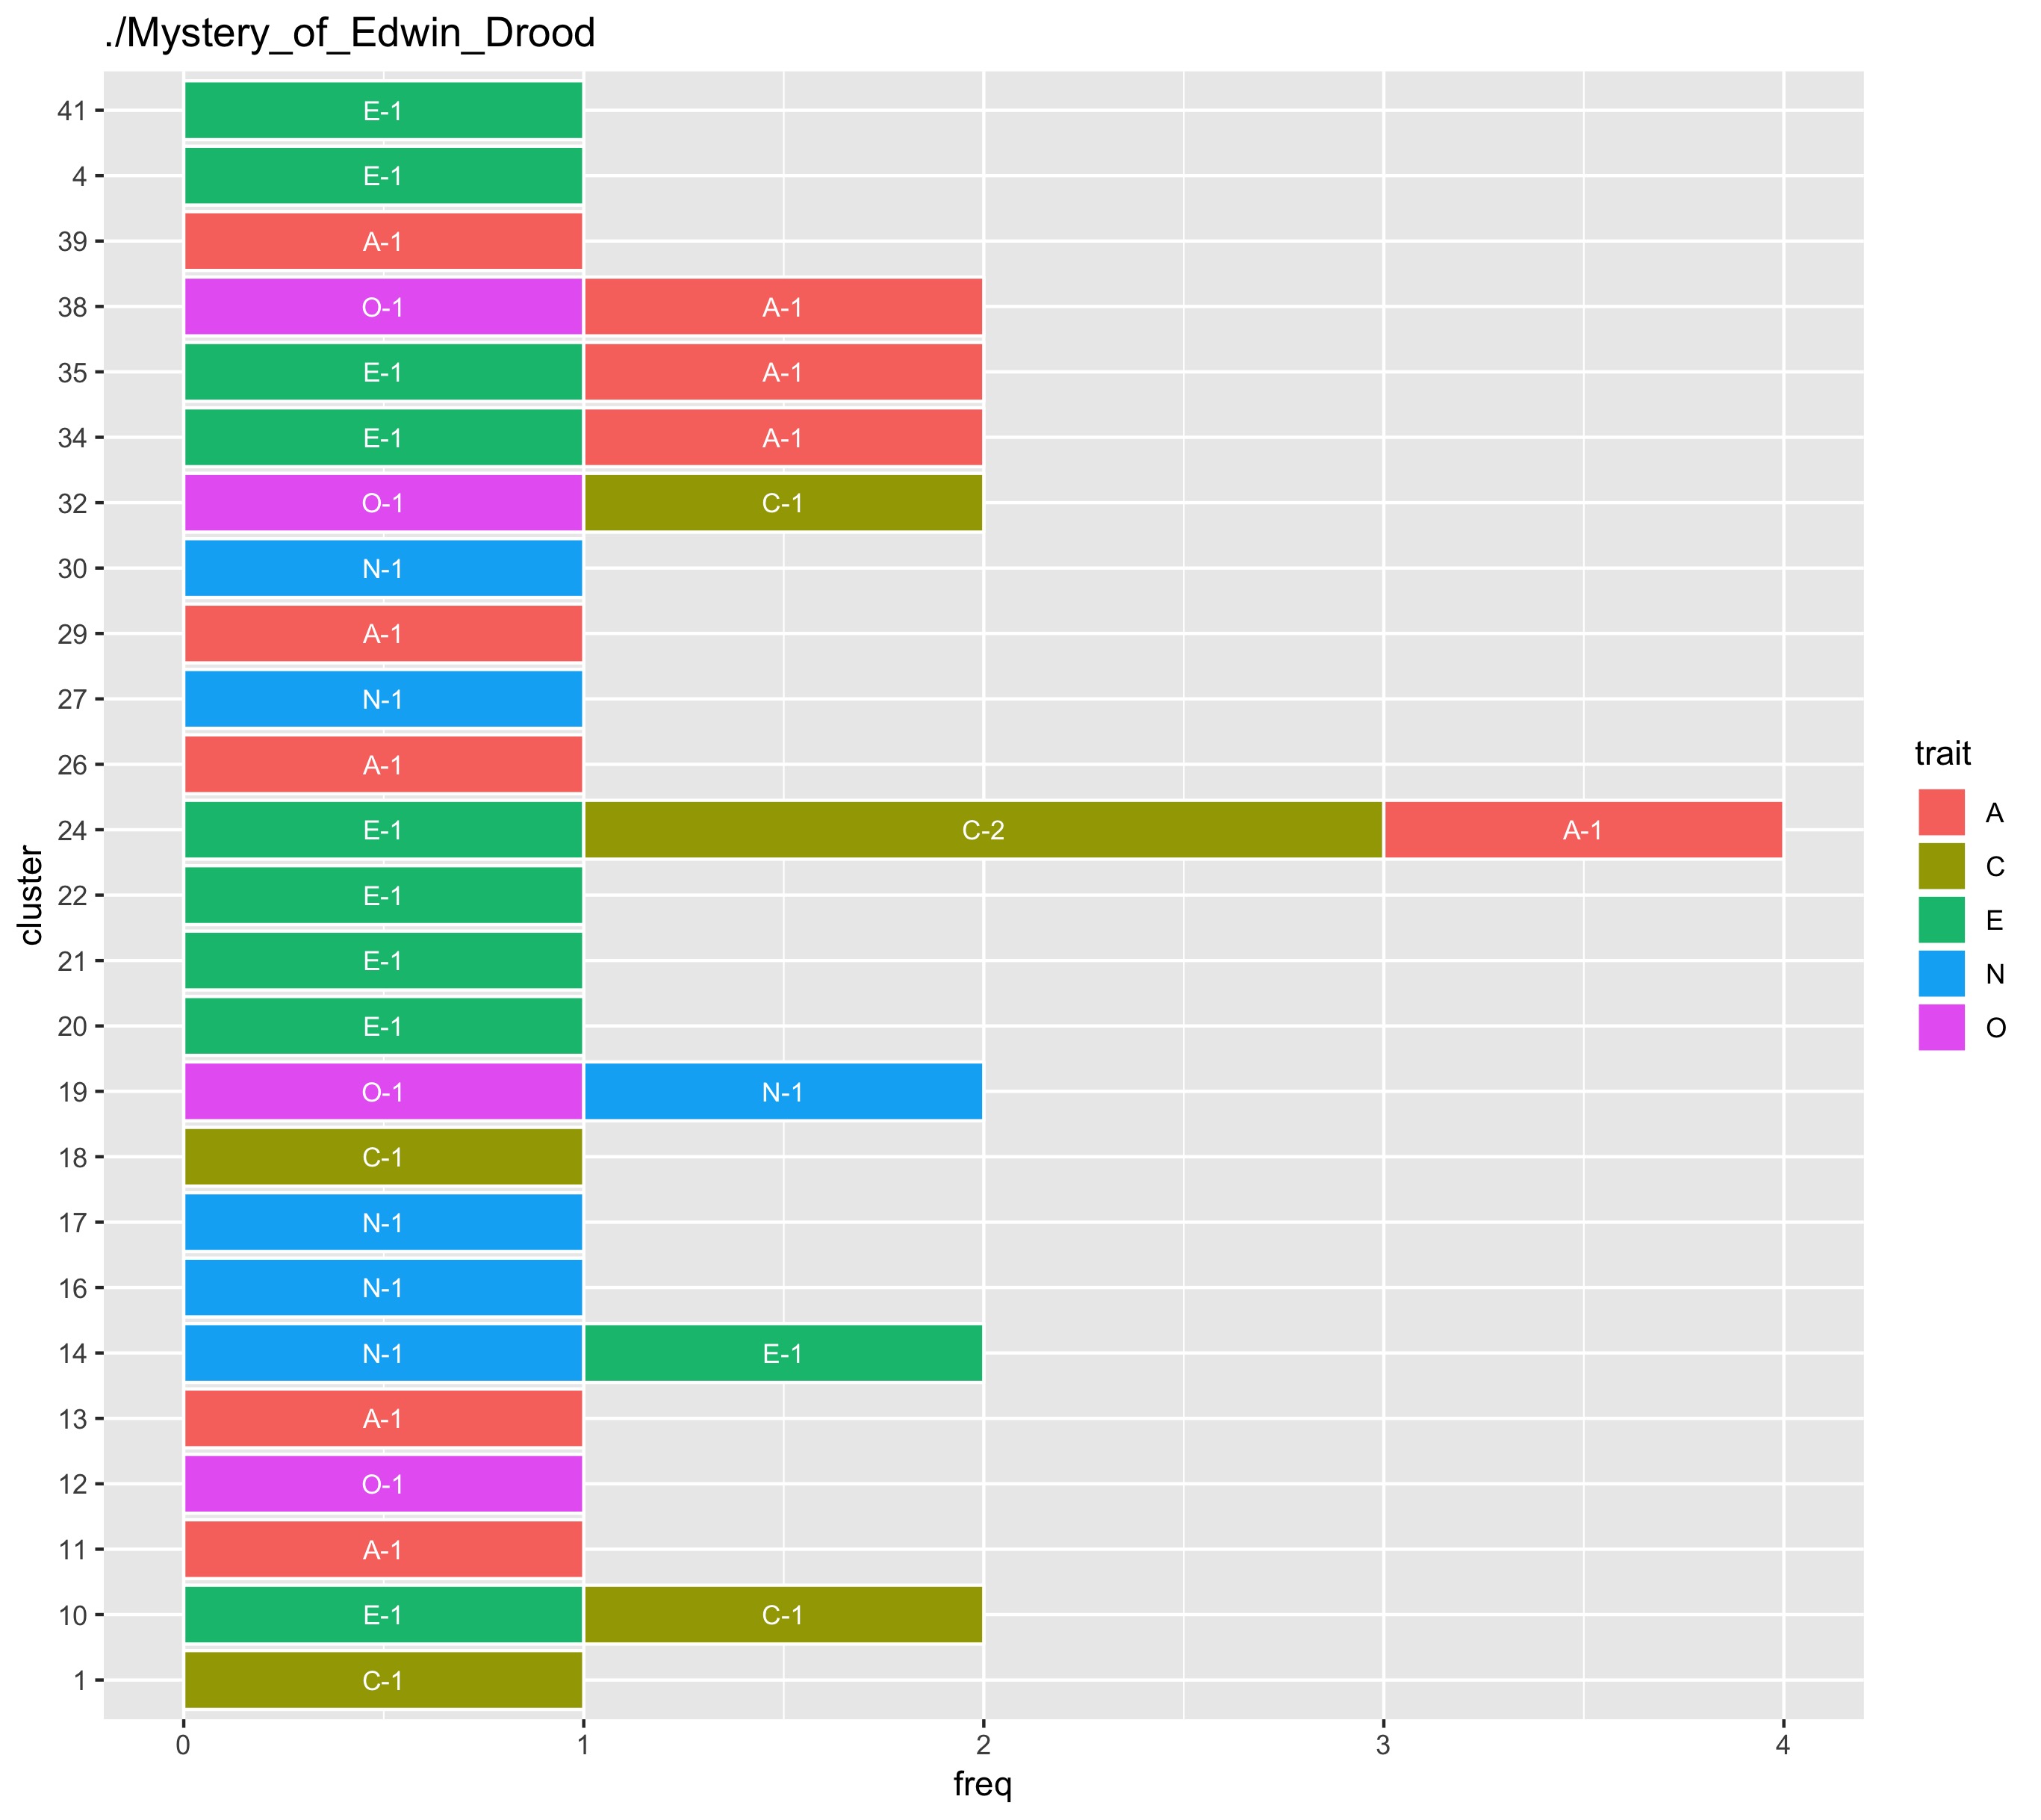 ./Mystery_of_Edwin_Drood
41 E-1
4 E-1
39 A-1
38 O-1 A-1
35 E-1 A-1
34 E-1 A-1
32 O-1 C-1
30 N-1
29 A-1
27 N-1
26 A-1
24 E-1 C-2 A-1
22 E-1
21 E-1
20 E-1
19 O-1 N-1
18 C-1
17 N-1
16 N-1
14 N-1 E-1
13 A-1
12 O-1
11 A-1
10 E-1 C-1
1 C-1
0 1 2 3 4
freq
cluster
trait
A
C
E
N
O